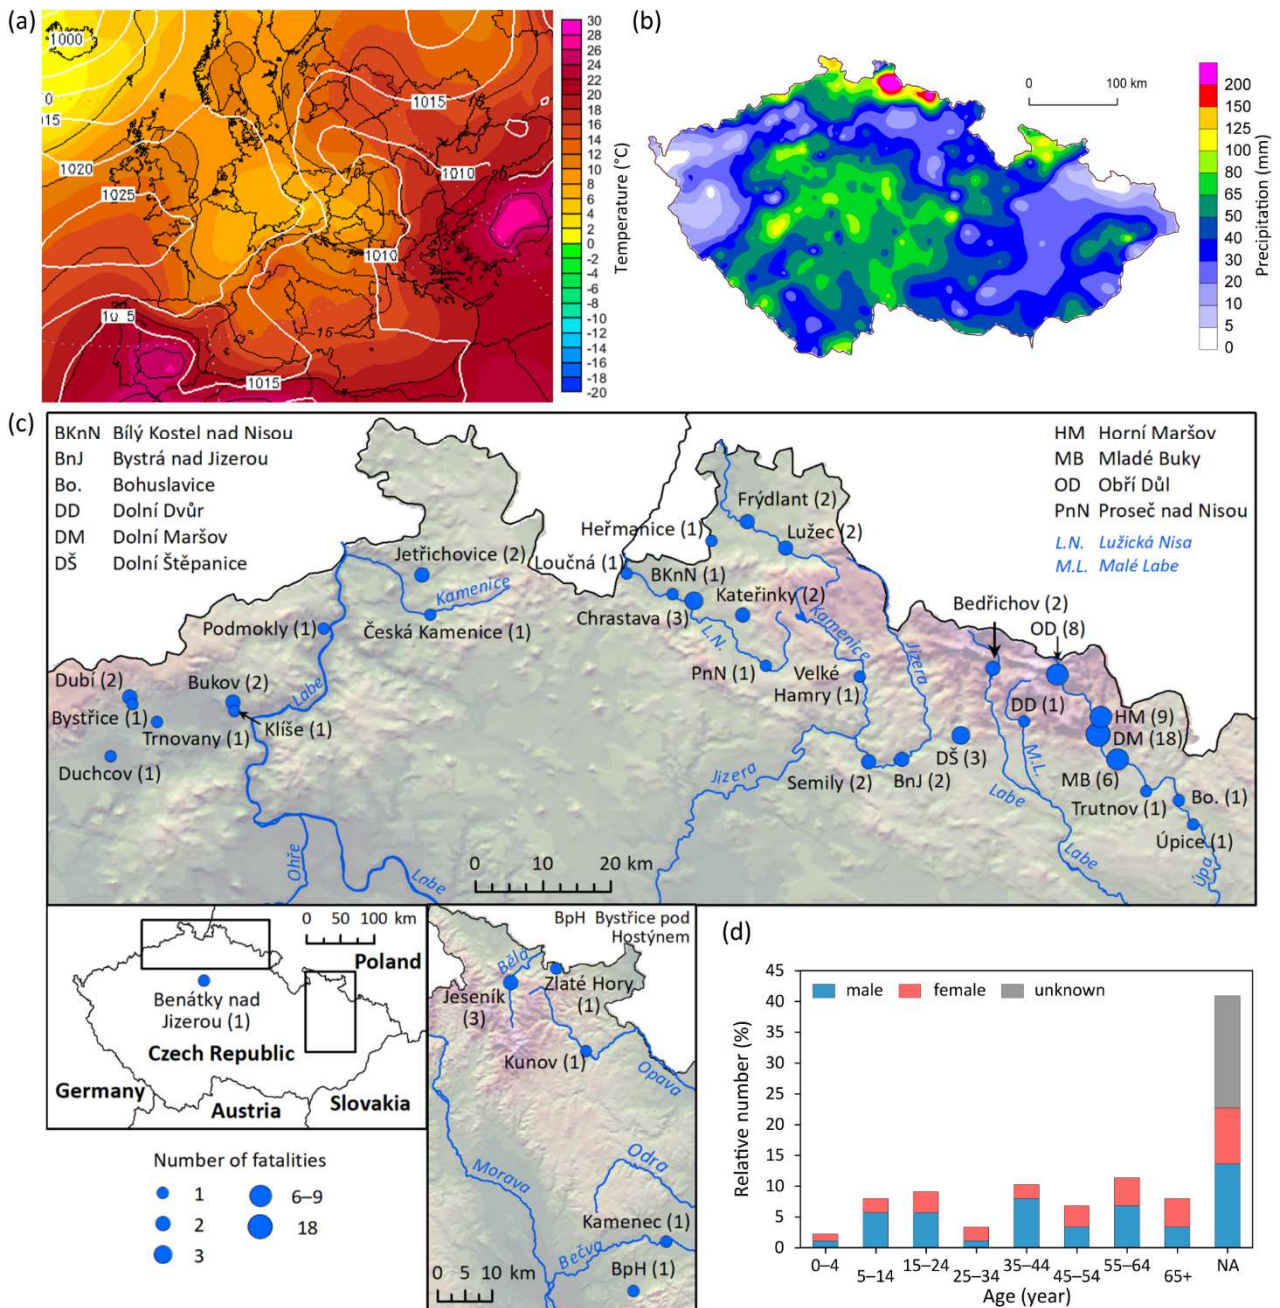 (a)
1000
1015
1020
1025
1015
1010
1010
1015
15
30
28
26
24
22
20
18
16
14
12
10
8
6
4
2
0
-2
-4
-6
-8
-10
-12
-14
-16
-18
-20
Temperature (°C)
(b)
0 100 km
200
150
125
100
80
65
50
40
30
20
10
5
0
Precipitation (mm)
(c)
BKnN Bílý Kostel nad Nisou
BnJ Bystrá nad Jizerou
Bo. Bohuslavice
DD Dolní Dvůr
DM Dolní Maršov
DŠ Dolní Štěpanice
HM Horní Maršov
MB Mladé Buky
OD Obří Důl
PnN Proseč nad Nisou
L.N. Lužická Nisa
M.L. Malé Labe
Frýdlant (2)
Heřmanice (1)
Lužec (2)
Jetřichovice (2)
Loučná (1)
BKnN (1)
Kateřinky (2)
Kamenice
Chrastava (3)
L.N.
Kamenice
Jizera
Bedřichov (2)
OD (8)
Podmokly (1)
Česká Kamenice (1)
PnN (1)
Velké
Hamry (1)
Dubí (2)
Bukov (2)
Labe
Bystřice (1)
Trnovany (1)
Klíše (1)
DD (1)
HM (9)
DM (18)
Duchcov (1)
Jizera
Semily (2)
BnJ (2)
DŠ (3)
M.L.
MB (6)
Labe
Trutnov (1)
Bo. (1)
Úpice (1)
Ohře
Labe
0 10 20 km
Labe
Úpa
0 50 100 km
Poland
Benátky nad
Jizerou (1)
Czech Republic
Germany
Austria
Slovakia
Number of fatalities
1
2
3
6–9
18
BpH Bystřice pod
Hostýnem
Bělá
Zlaté Hory
(1)
Jeseník
(3)
Kunov (1)
Opava
Morava
Odra
Kamenec (1)
Bečva
BpH (1)
0 5 10 km
(d)
45
40
35
30
25
20
15
10
5
0
Relative number (%)
male female unknown
0–4
5–14
15–24
25–34
35–44
45–54
55–64
65+
NA
Age (year)